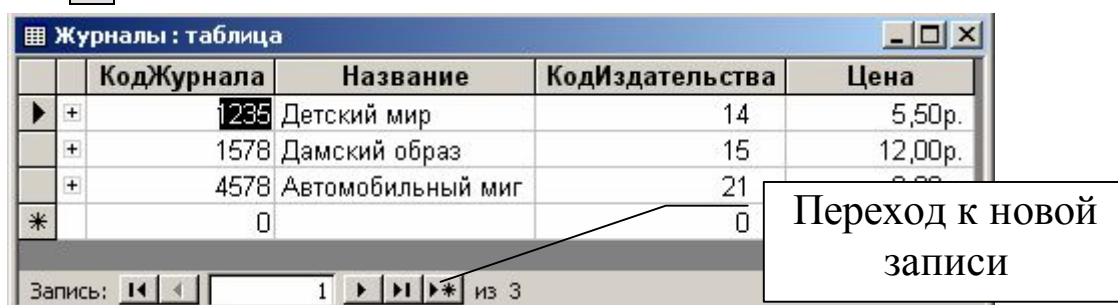 Журналы : таблица
КодЖурнала Название КодИздательства Цена
1235 Детский мир 14 5,50р.
1578 Дамский образ 15 12,00р.
4578 Автомобильный миг 21
0 0
Переход к новой
записи
Запись: 1 из 3